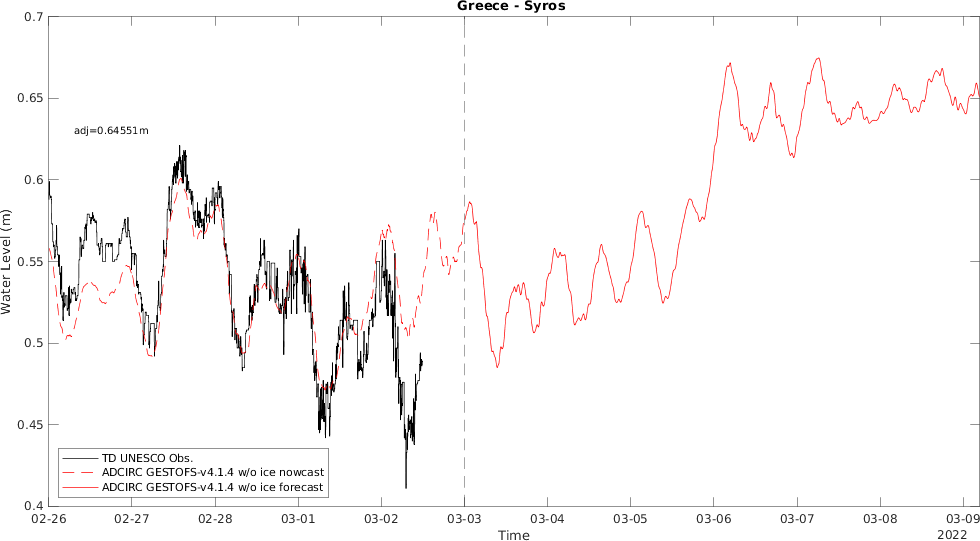 Greece - Syros
0.7
0.65
0.6
0.55
0.5
0.45
0.4
Water Level (m)
adj=0.64551m
TD UNESCO Obs.
ADCIRC GESTOFS-v4.1.4 w/o ice nowcast
ADCIRC GESTOFS-v4.1.4 w/o ice forecast
02-26 02-27 02-28 03-01 03-02 03-03 03-04 03-05 03-06 03-07 03-08 03-09
Time
2022